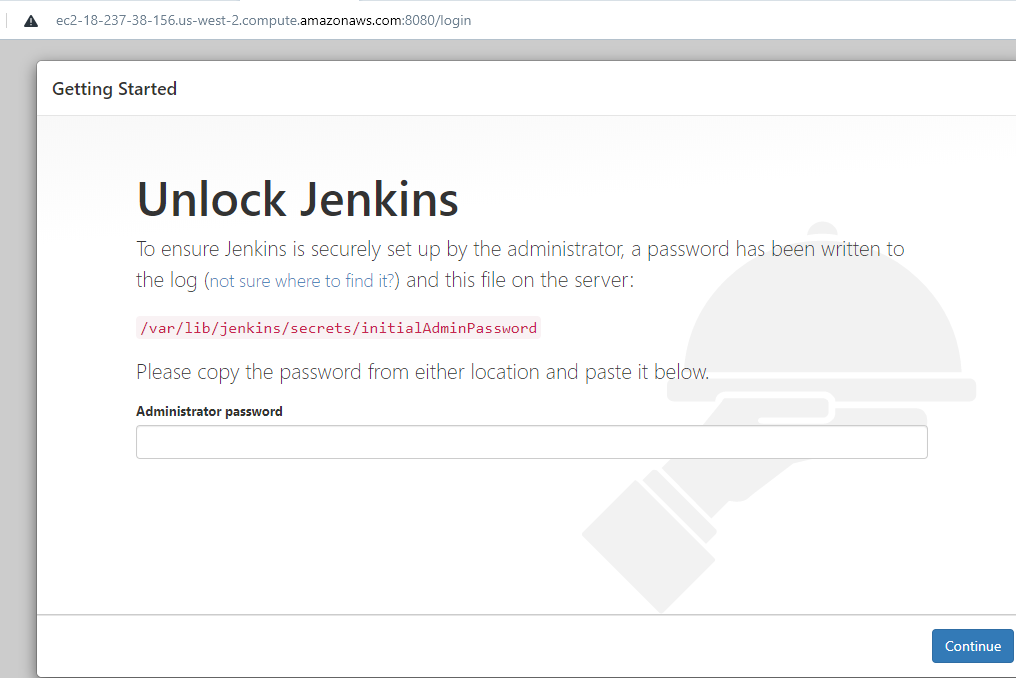 ec2-18-237-38-156.us-west-2.compute.amazonaws.com:8080/login
Getting Started
Unlock Jenkins
To ensure Jenkins is securely set up by the administrator, a password has been written to
the log (not sure where to find it?) and this file on the server:
/var/lib/jenkins/secrets/initialAdminPassword
Please copy the password from either location and paste it below.
Administrator password
Continue